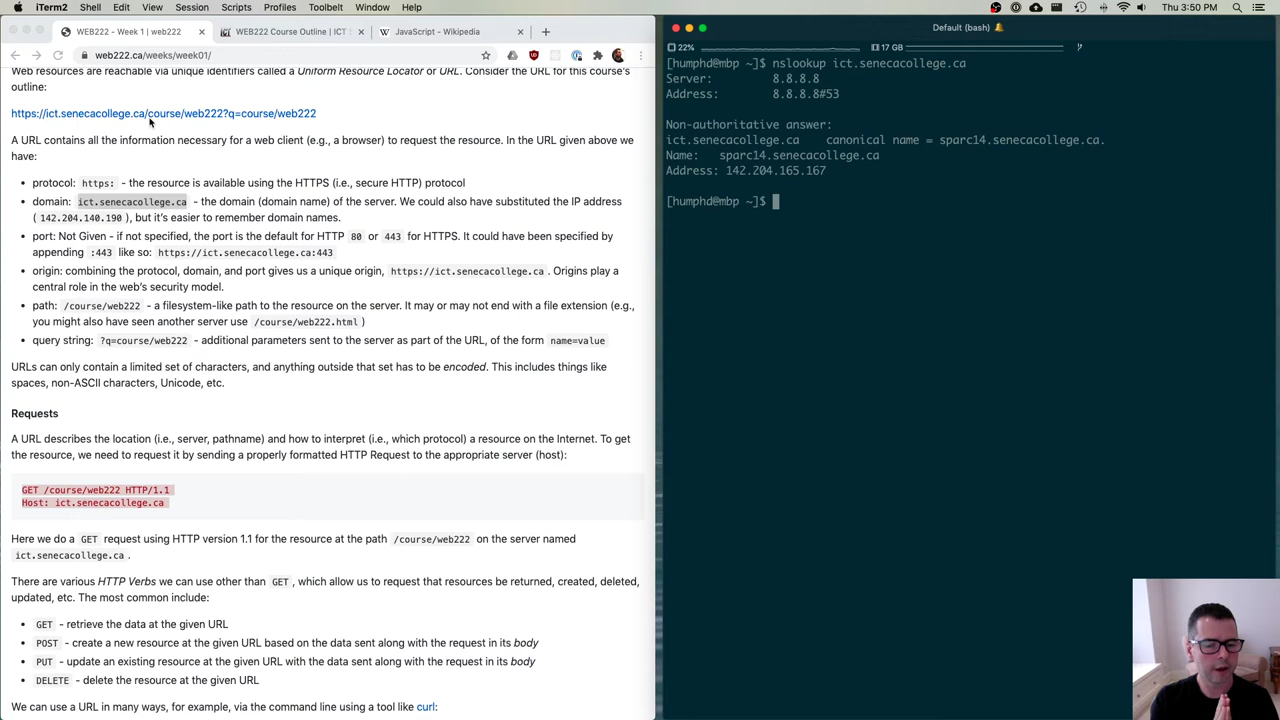 iTerm2 Shell Edit View Session Scripts Profiles Toolbelt Window Help
Thu 3:50 PM
WEB222 - Week 1 | web222
WEB222 Course Outline | ICT S
JavaScript - Wikipedia
web222.ca/weeks/week01/
Web resources are reachable via unique identifiers called a Uniform Resource Locator or URL. Consider the URL for this course's
outline:
https://ict.senecacollege.ca/course/web222?q=course/web222
A URL contains all the information necessary for a web client (e.g., a browser) to request the resource. In the URL given above we
have:
• protocol: https: - the resource is available using the HTTPS (i.e., secure HTTP) protocol
• domain: ict.senecacollege.ca - the domain (domain name) of the server. We could also have substituted the IP address
( 142.204.140.190 ), but it's easier to remember domain names.
• port: Not Given - if not specified, the port is the default for HTTP 80 or 443 for HTTPS. It could have been specified by
appending :443 like so: https://ict.senecacollege.ca:443
• origin: combining the protocol, domain, and port gives us a unique origin, https://ict.senecacollege.ca . Origins play a
central role in the web's security model.
• path: /course/web222 - a filesystem-like path to the resource on the server. It may or may not end with a file extension (e.g.,
you might also have seen another server use /course/web222.html )
• query string: ?q=course/web222 - additional parameters sent to the server as part of the URL, of the form name=value
URLs can only contain a limited set of characters, and anything outside that set has to be encoded. This includes things like
spaces, non-ASCII characters, Unicode, etc.
Requests
A URL describes the location (i.e., server, pathname) and how to interpret (i.e., which protocol) a resource on the Internet. To get
the resource, we need to request it by sending a properly formatted HTTP Request to the appropriate server (host):
GET /course/web222 HTTP/1.1
Host: ict.senecacollege.ca
Here we do a GET request using HTTP version 1.1 for the resource at the path /course/web222 on the server named
ict.senecacollege.ca .
There are various HTTP Verbs we can use other than GET , which allow us to request that resources be returned, created, deleted,
updated, etc. The most common include:
• GET - retrieve the data at the given URL
• POST - create a new resource at the given URL based on the data sent along with the request in its body
• PUT - update an existing resource at the given URL with the data sent along with the request in its body
• DELETE - delete the resource at the given URL
We can use a URL in many ways, for example, via the command line using a tool like curl:
Default (bash)
22% 17 GB
[humphd@mbp ~]$ nslookup ict.senecacollege.ca
Server: 8.8.8.8
Address: 8.8.8.8#53
Non-authoritative answer:
ict.senecacollege.ca canonical name = sparc14.senecacollege.ca.
Name: sparc14.senecacollege.ca
Address: 142.204.165.167
[humphd@mbp ~]$